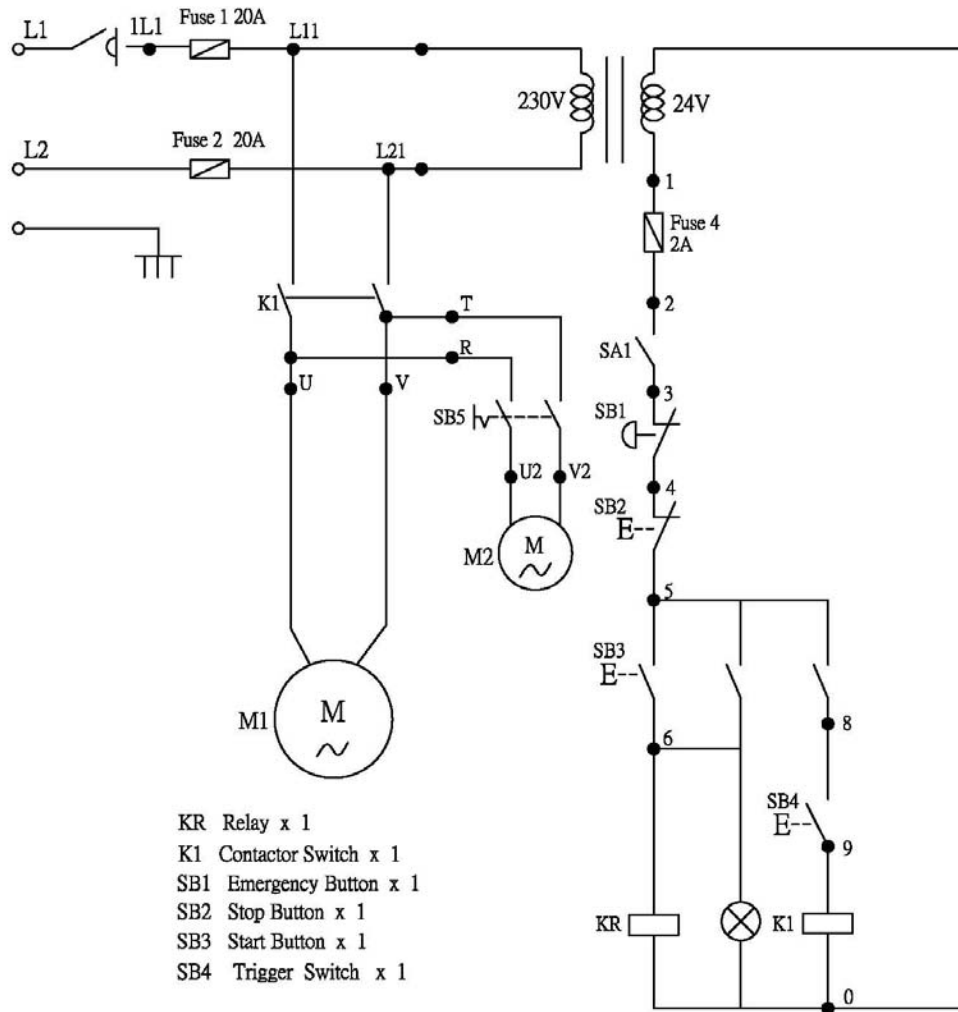 L1
1L1
Fuse 1 20A
L11
230V
24V
L2
Fuse 2 20A
L21
1
Fuse 4
2A
2
K1
T
R
SA1
U
V
3
SB5
SB1
U2
V2
4
SB2
E
M2
M
5
SB3
E
M1
M
6
8
SB4
E
9
KR Relay x 1
K1 Contactor Switch x 1
SB1 Emergency Button x 1
SB2 Stop Button x 1
SB3 Start Button x 1
SB4 Trigger Switch x 1
KR
K1
0